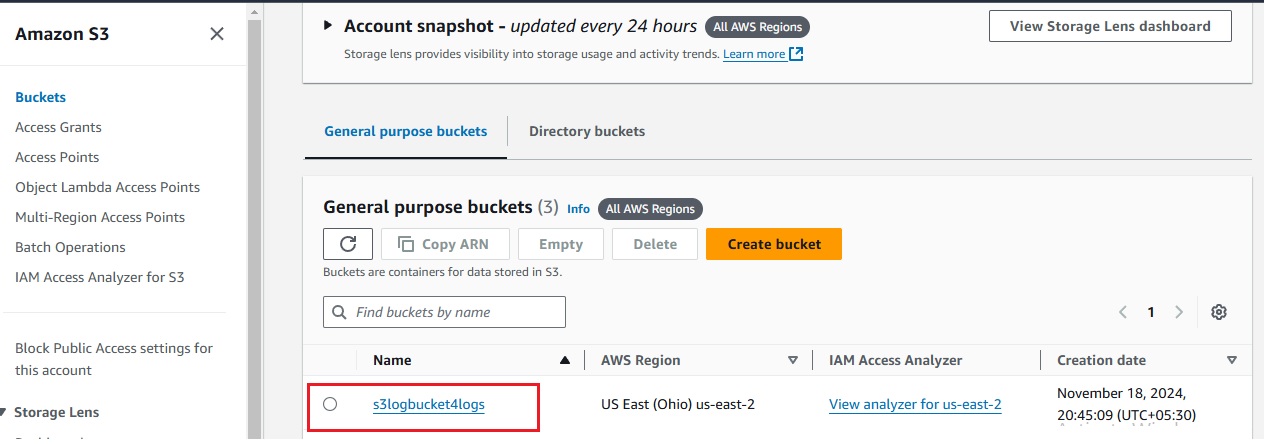 Amazon S3
Buckets
Access Grants
Access Points
Object Lambda Access Points
Multi-Region Access Points
Batch Operations
IAM Access Analyzer for S3
Block Public Access settings for
this account
Storage Lens
Account snapshot - updated every 24 hours All AWS Regions
View Storage Lens dashboard
Storage lens provides visibility into storage usage and activity trends. Learn more
General purpose buckets Directory buckets
General purpose buckets (3) Info All AWS Regions
Copy ARN Empty Delete Create bucket
Buckets are containers for data stored in S3.
Find buckets by name
1
Name AWS Region IAM Access Analyzer Creation date
s3logbucket4logs US East (Ohio) us-east-2 View analyzer for us-east-2 November 18, 2024,
20:45:09 (UTC+05:30)